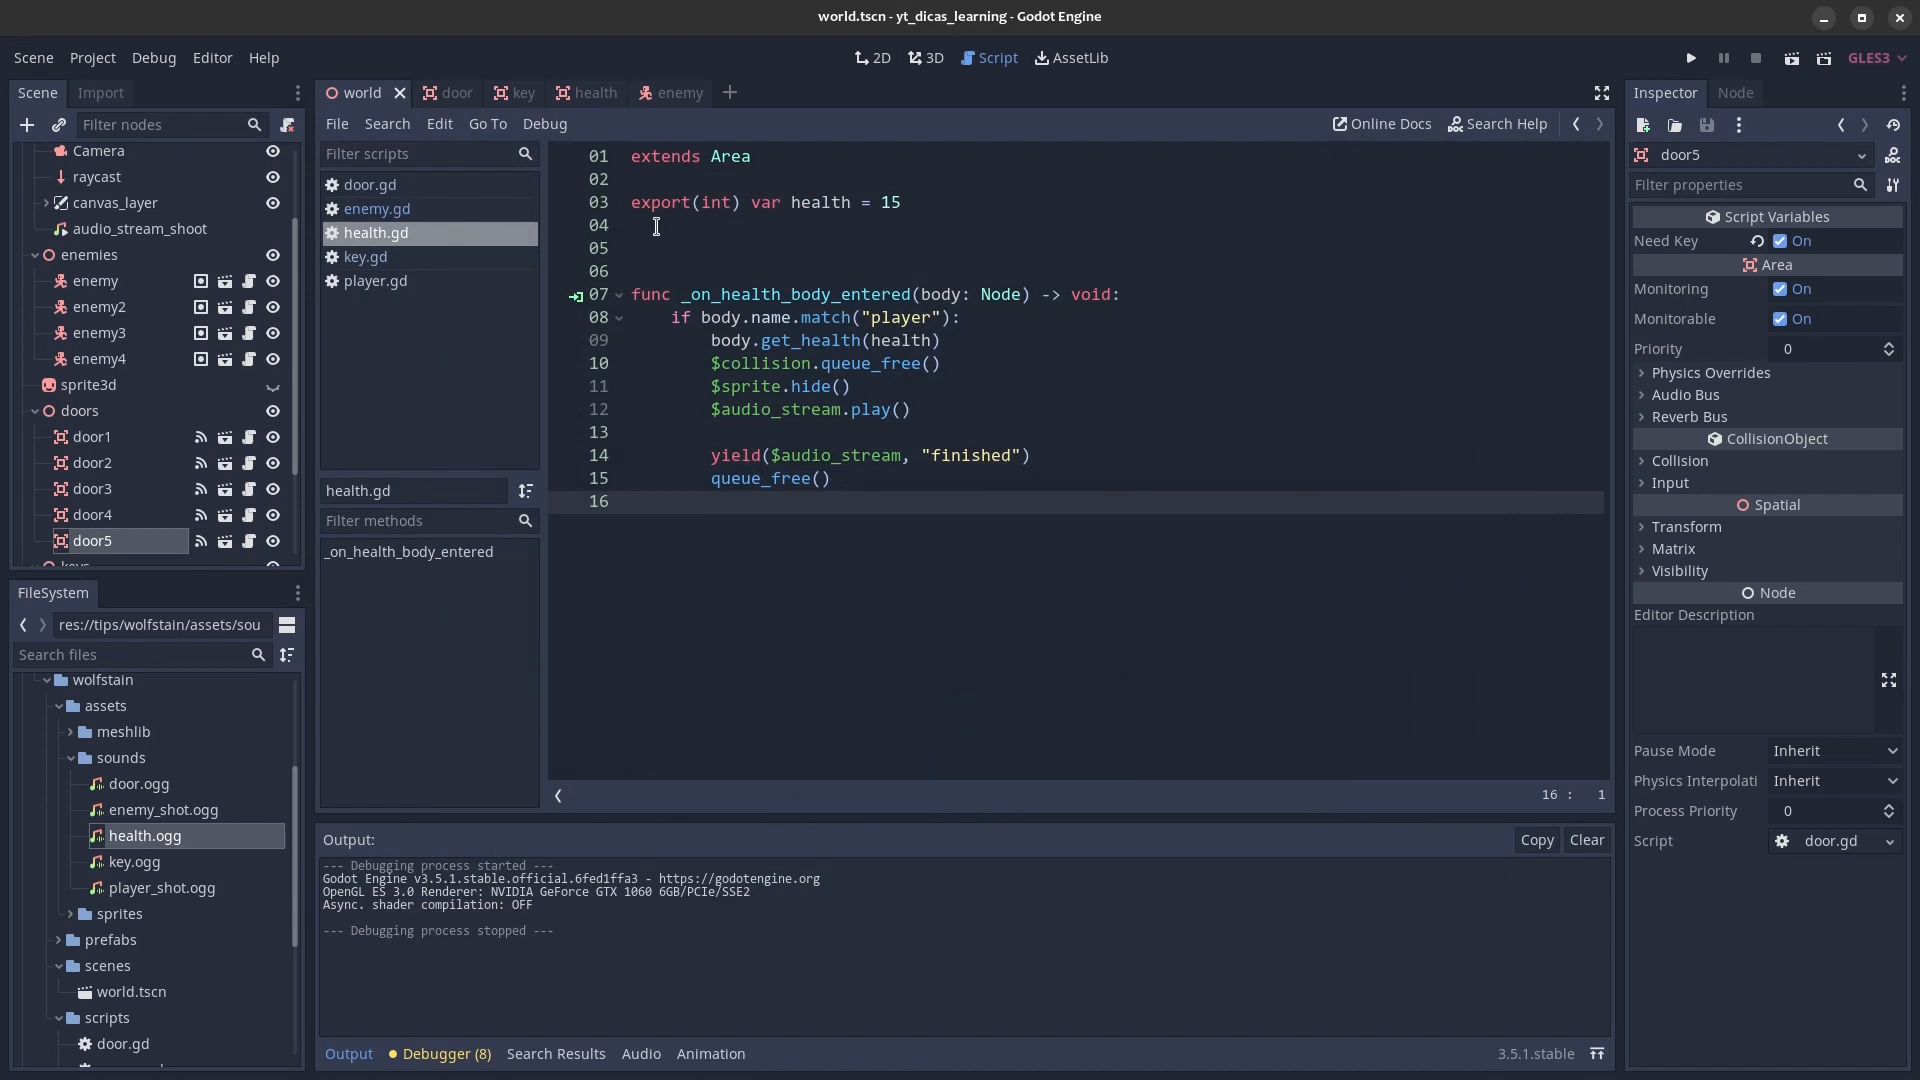 world.tscn - yt_dicas_learning - Godot Engine
Scene Project Debug Editor Help
2D 3D Script AssetLib
GLES3
Scene Import
Filter nodes
Camera
raycast
canvas_layer
audio_stream_shoot
enemies
enemy
enemy2
enemy3
enemy4
sprite3d
doors
door1
door2
door3
door4
door5
FileSystem
res://tips/wolfstain/assets/sou
Search files
wolfstain
assets
meshlib
sounds
door.ogg
enemy_shot.ogg
health.ogg
key.ogg
player_shot.ogg
sprites
prefabs
scenes
world.tscn
scripts
door.gd
world door key health enemy
File Search Edit Go To Debug
Online Docs Search Help
Filter scripts
door.gd
enemy.gd
health.gd
key.gd
player.gd
health.gd
Filter methods
_on_health_body_entered
01 extends Area
02
03 export(int) var health = 15
04
05
06
07 func _on_health_body_entered(body: Node) -> void:
08 if body.name.match("player"):
09 body.get_health(health)
10 $collision.queue_free()
11 $sprite.hide()
12 $audio_stream.play()
13
14 yield($audio_stream, "finished")
15 queue_free()
16
16 : 1
Output:
Copy Clear
--- Debugging process started ---
Godot Engine v3.5.1.stable.official.6fed1ffa3 - https://godotengine.org
OpenGL ES 3.0 Renderer: NVIDIA GeForce GTX 1060 6GB/PCIe/SSE2
Async. shader compilation: OFF
--- Debugging process stopped ---
Output Debugger (8) Search Results Audio Animation
3.5.1.stable
Inspector Node
door5
Filter properties
Script Variables
Need Key On
Area
Monitoring On
Monitorable On
Priority 0
Physics Overrides
Audio Bus
Reverb Bus
CollisionObject
Collision
Input
Spatial
Transform
Matrix
Visibility
Node
Editor Description
Pause Mode Inherit
Physics Interpolati Inherit
Process Priority 0
Script door.gd